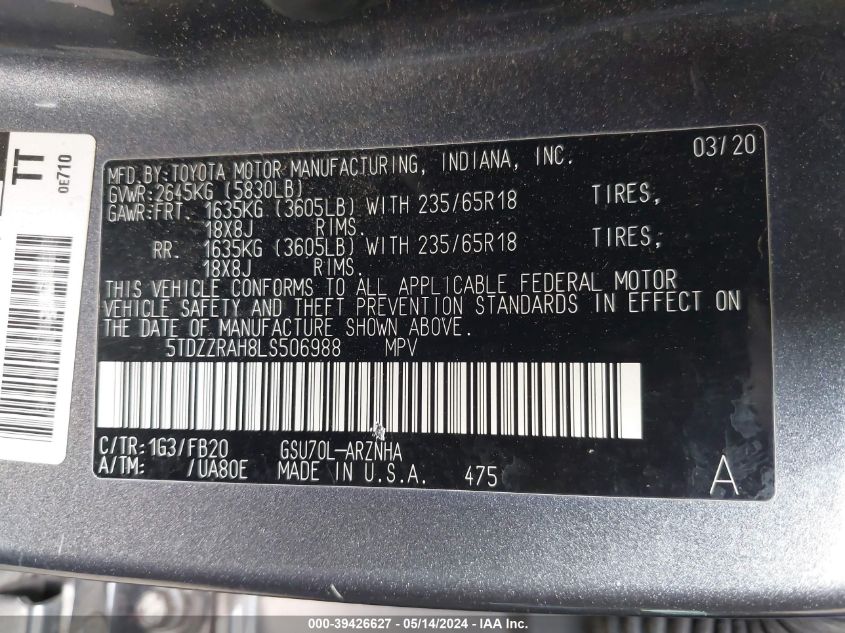 TT
0E710
MFD.BY:TOYOTA MOTOR MANUFACTURING, INDIANA, INC. 03/20
GVWR:2645KG (5830LB)
GAWR:FRT. 1635KG (3605LB) WITH 235/65R18 TIRES,
18X8J RIMS.
RR. 1635KG (3605LB) WITH 235/65R18 TIRES,
18X8J RIMS.
THIS VEHICLE CONFORMS TO ALL APPLICABLE FEDERAL MOTOR
VEHICLE SAFETY AND THEFT PREVENTION STANDARDS IN EFFECT ON
THE DATE OF MANUFACTURE SHOWN ABOVE.
5TDZZRAH8LS506988 MPV
C/TR:1G3/FB20 GSU70L-ARZNHA
A/TM: /UA80E MADE IN U.S.A. 475 A
000-39426627 - 05/14/2024 - IAA Inc.